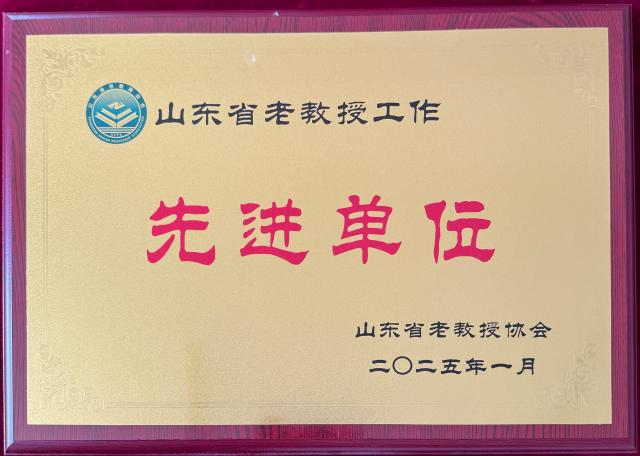 山东省老教授工作
先进单位
山东省老教授协会
二〇二五年一月